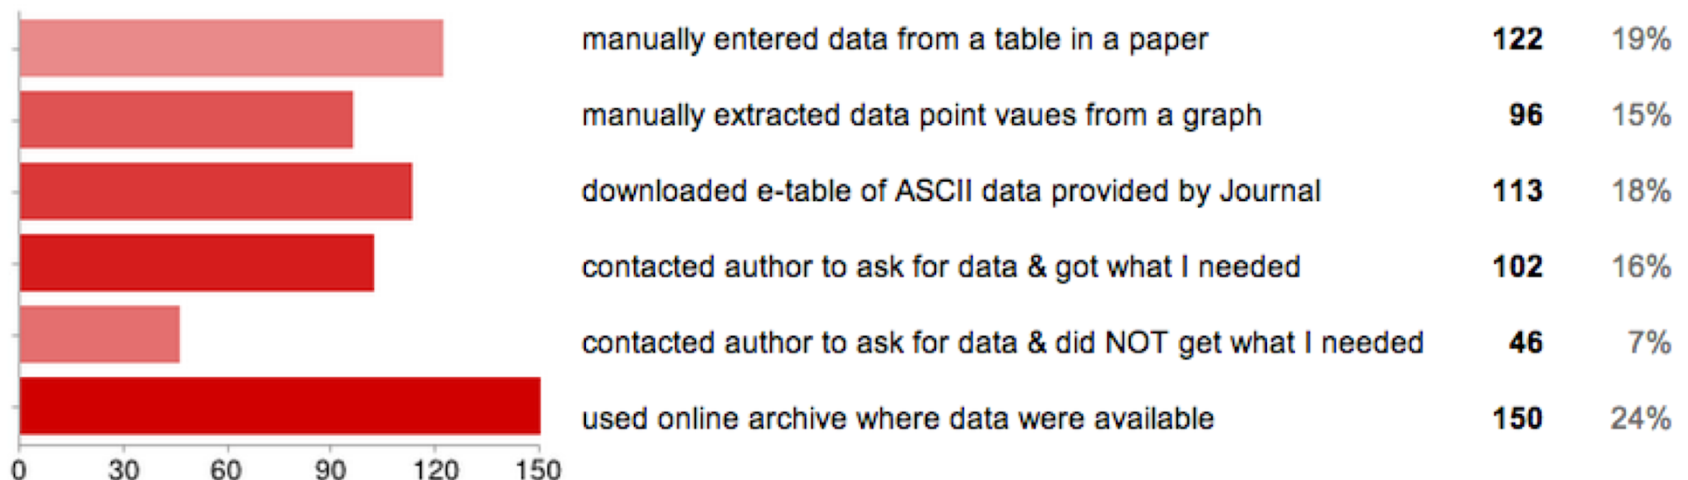 manually entered data from a table in a paper 122 19%
manually extracted data point vaues from a graph 96 15%
downloaded e-table of ASCII data provided by Journal 113 18%
contacted author to ask for data & got what I needed 102 16%
contacted author to ask for data & did NOT get what I needed 46 7%
used online archive where data were available 150 24%
0 30 60 90 120 150